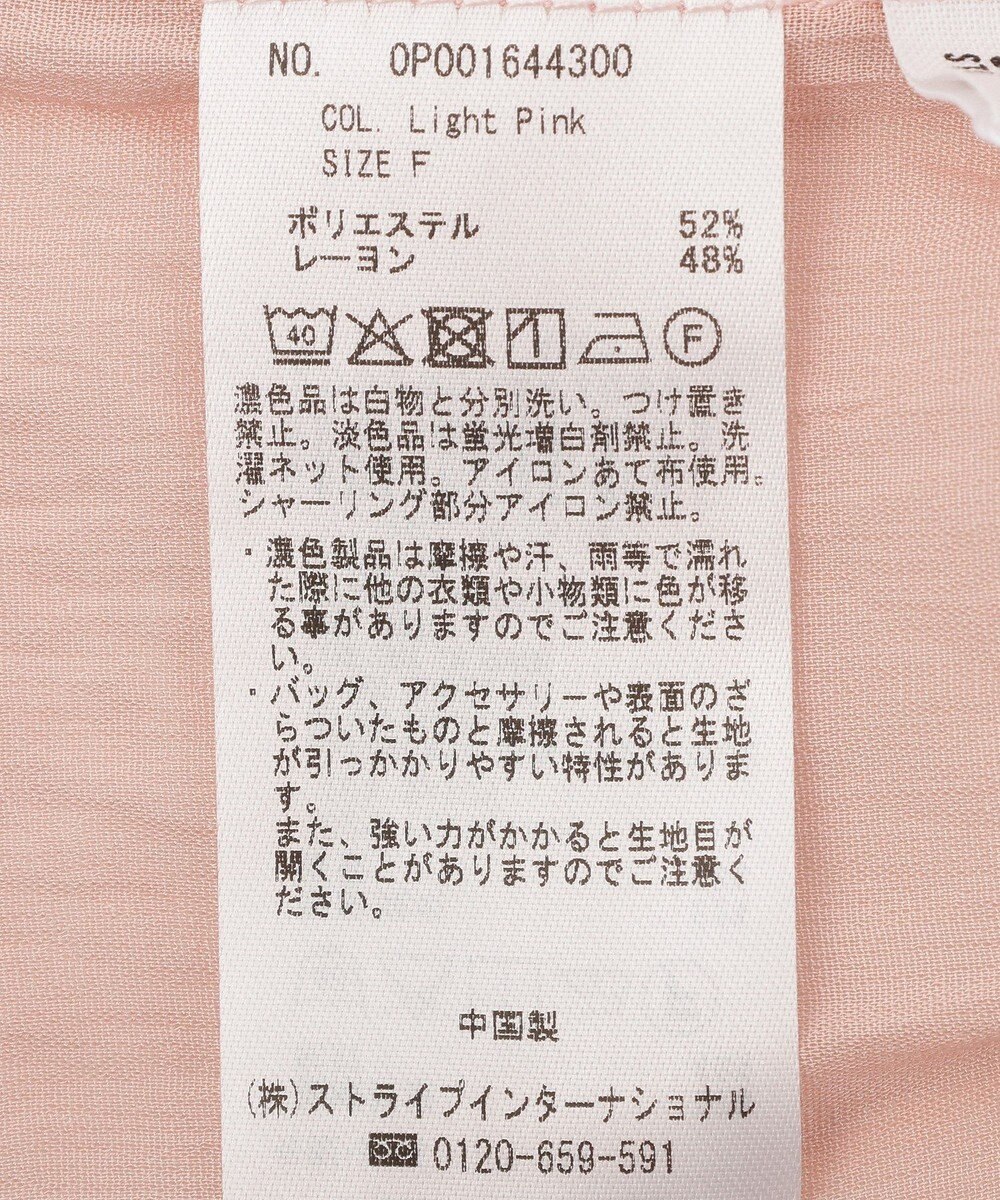 NO. 0P001644300
COL. Light Pink
SIZE F
ポリエステル 52%
レーヨン 48%
40 F
濃色品は白物と分別洗い。つけ置き
禁止。淡色品は蛍光増白剤禁止。洗
濯ネット使用。アイロンあて布使用。
シャーリング部分アイロン禁止。
・濃色製品は摩擦や汗、雨等で濡れ
た際に他の衣類や小物類に色が移
る事がありますのでご注意くださ
い。
・バッグ、アクセサリーや表面のざ
らついたものと摩擦されると生地
が引っかかりやすい特性がありま
す。
また、強い力がかかると生地目が
開くことがありますのでご注意く
ださい。
中国製
(株)ストライプインターナショナル
0120-659-591